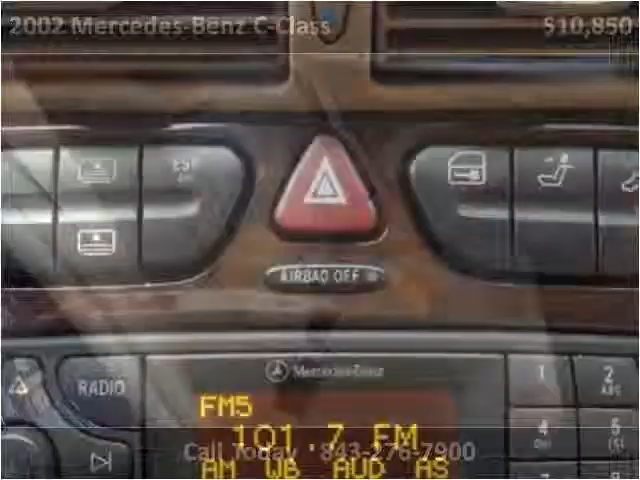 2002 Mercedes-Benz C-Class $10,850
AIRBAG OFF
Mercedes-Benz
RADIO
1 2
ABC
FM5
4 5
101.7 FM
Call Today 843-276-7900
AM WB AUD AS